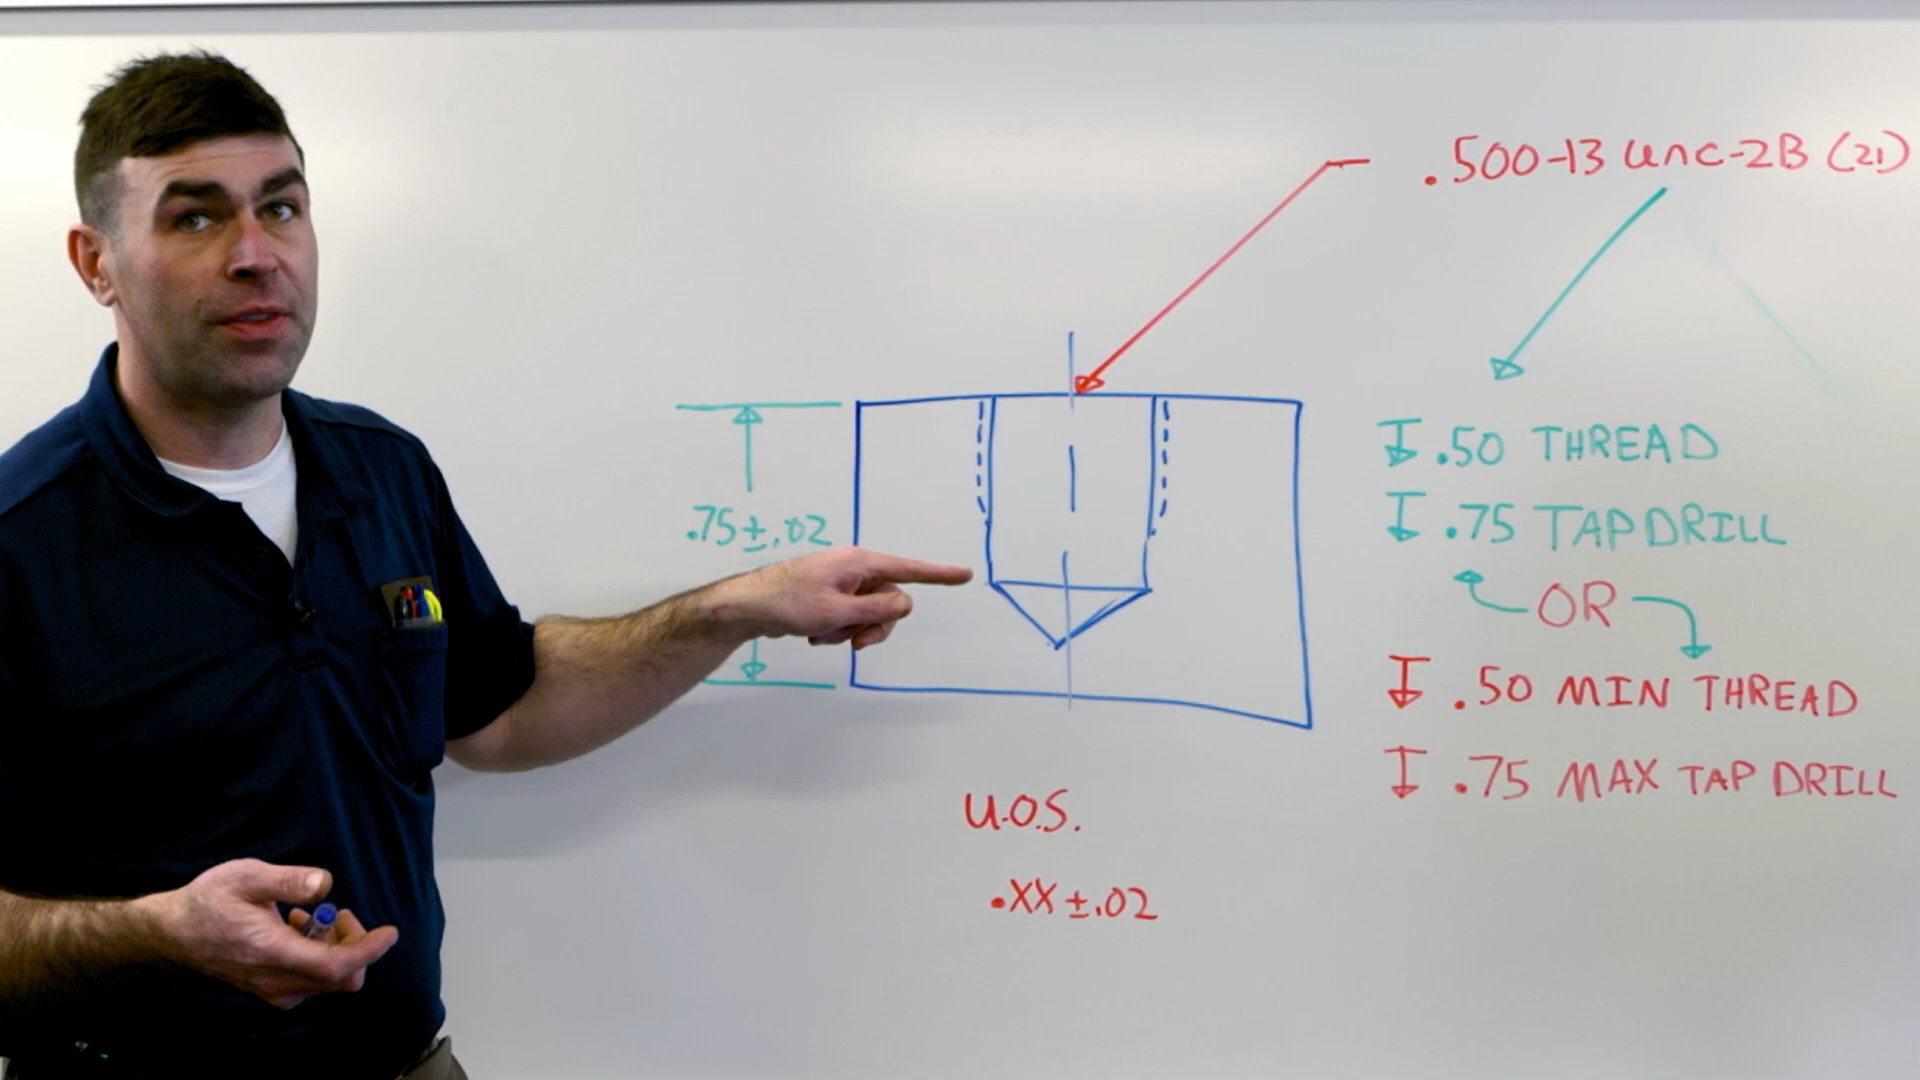 .500-13 unc-2B (21)
.75±.02
↧ .50 THREAD
↧ .75 TAP DRILL
OR
↧ .50 MIN THREAD
↧ .75 MAX TAP DRILL
U.O.S.
.XX ±.02